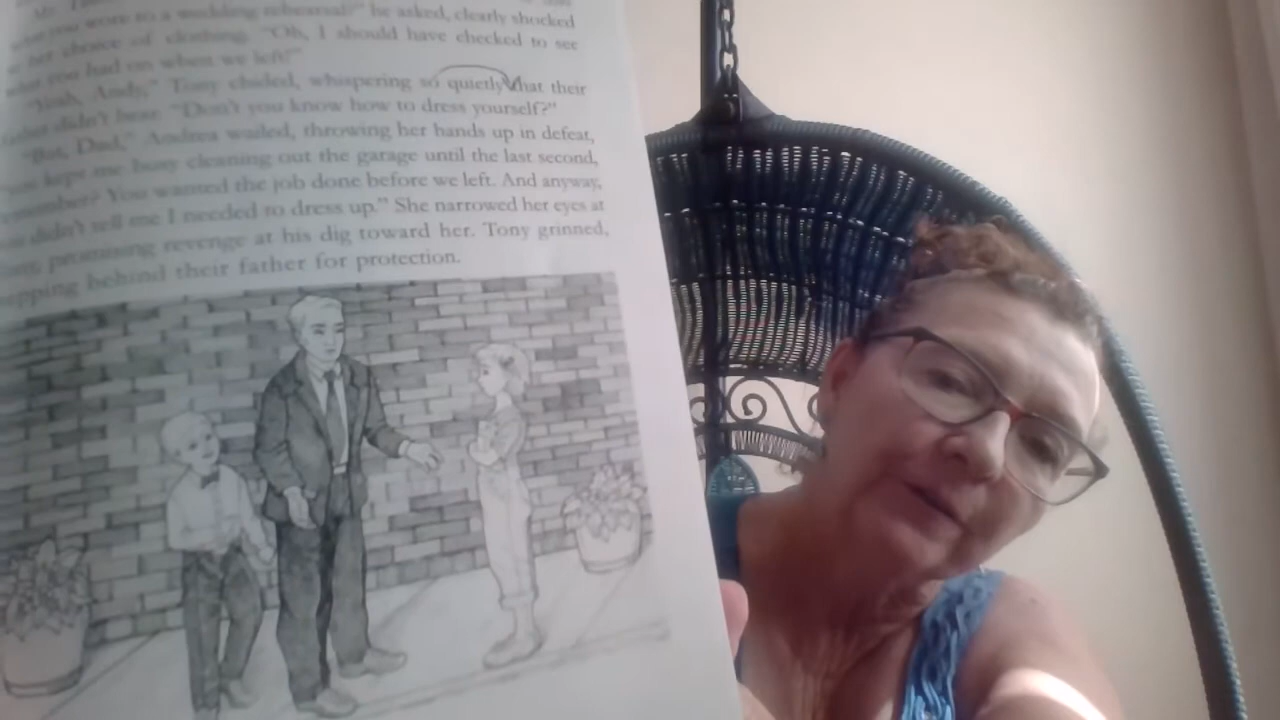 you wore to a wedding rehearsal?" he asked, clearly shocked
her choice of clothing. "Oh, I should have checked to see
what you had on when we left!"
"Yeah, Andy," Tony chided, whispering so quietly that their
father didn't hear. "Don't you know how to dress yourself?"
"But, Dad," Andrea wailed, throwing her hands up in defeat,
kept me busy cleaning out the garage until the last second,
remember? You wanted the job done before we left. And anyway,
you didn't tell me I needed to dress up." She narrowed her eyes at
Tony, promising revenge at his dig toward her. Tony grinned,
behind their father for protection.